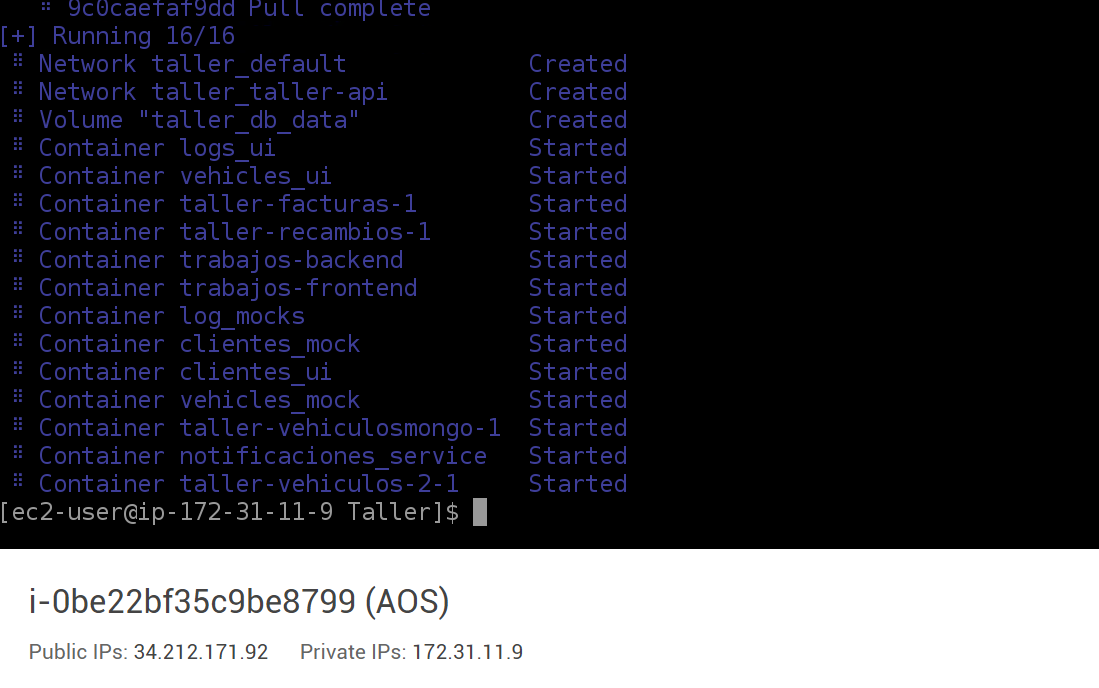 ⠿ 9c0caefaf9dd Pull complete
[+] Running 16/16
⠿ Network taller_default Created
⠿ Network taller_taller-api Created
⠿ Volume "taller_db_data" Created
⠿ Container logs_ui Started
⠿ Container vehicles_ui Started
⠿ Container taller-facturas-1 Started
⠿ Container taller-recambios-1 Started
⠿ Container trabajos-backend Started
⠿ Container trabajos-frontend Started
⠿ Container log_mocks Started
⠿ Container clientes_mock Started
⠿ Container clientes_ui Started
⠿ Container vehicles_mock Started
⠿ Container taller-vehiculosmongo-1 Started
⠿ Container notificaciones_service Started
⠿ Container taller-vehiculos-2-1 Started
[ec2-user@ip-172-31-11-9 Taller]$
i-0be22bf35c9be8799 (AOS)
Public IPs: 34.212.171.92 Private IPs: 172.31.11.9